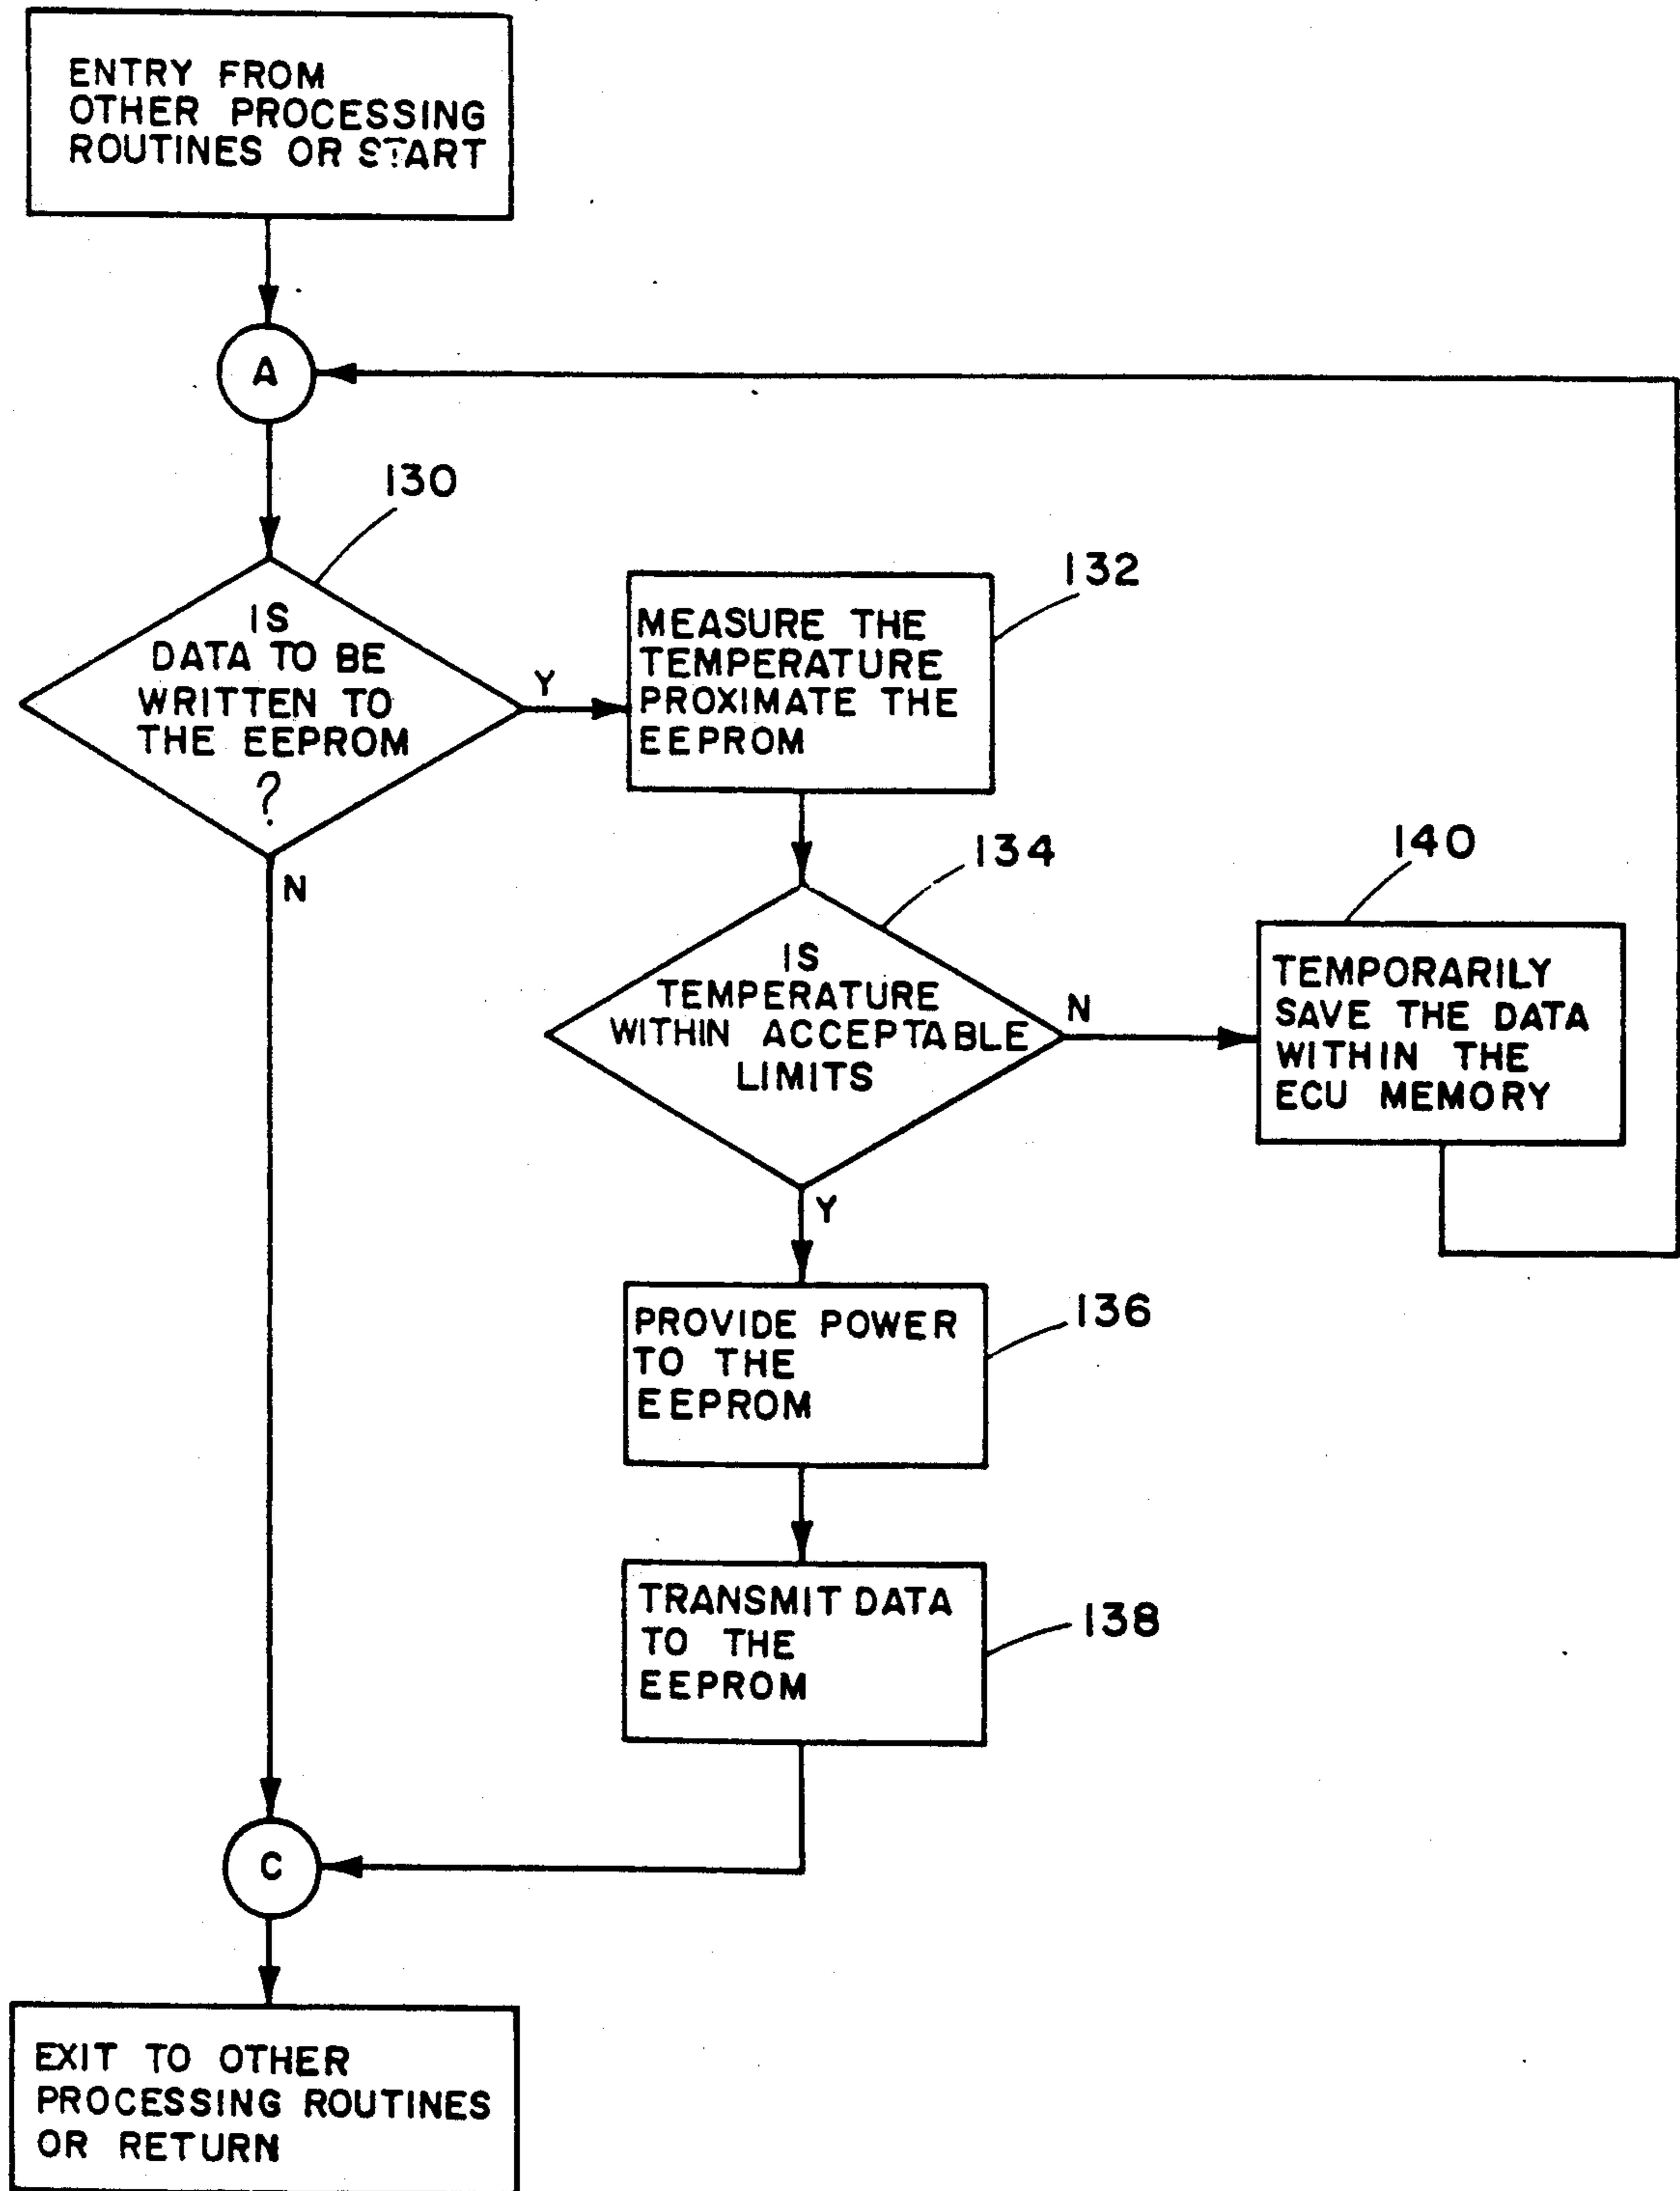 ENTRY FROM
OTHER PROCESSING
ROUTINES OR START
A
130
IS
DATA TO BE
WRITTEN TO
THE EEPROM
?
Y
N
132
MEASURE THE
TEMPERATURE
PROXIMATE THE
EEPROM
134
IS
TEMPERATURE
WITHIN ACCEPTABLE
LIMITS
N
Y
140
TEMPORARILY
SAVE THE DATA
WITHIN THE
ECU MEMORY
136
PROVIDE POWER
TO THE
EEPROM
138
TRANSMIT DATA
TO THE
EEPROM
C
EXIT TO OTHER
PROCESSING ROUTINES
OR RETURN